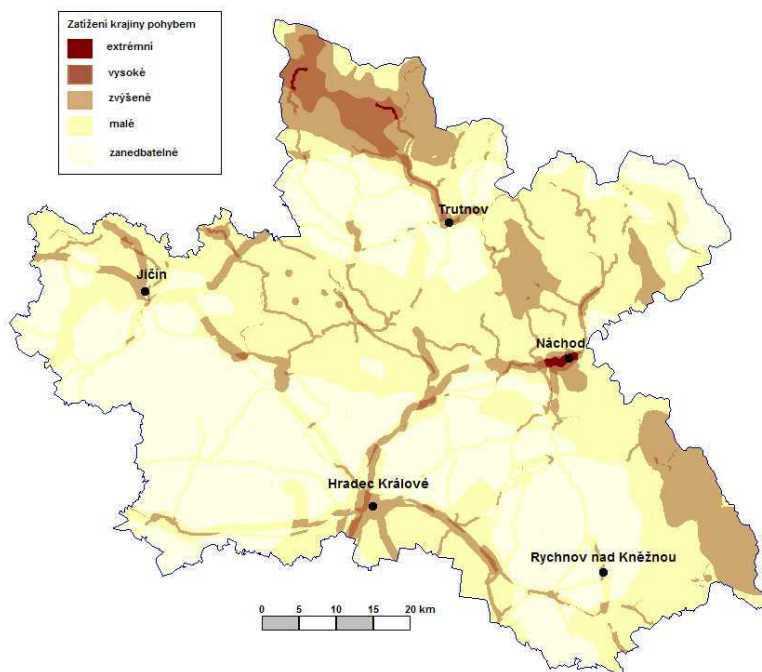 Zatížení krajiny pohybem
extrémní
vysoké
zvýšené
malé
zanedbatelné
Trutnov
Jičín
Náchod
Hradec Králové
Rychnov nad Kněžnou
0 5 10 15 20 km